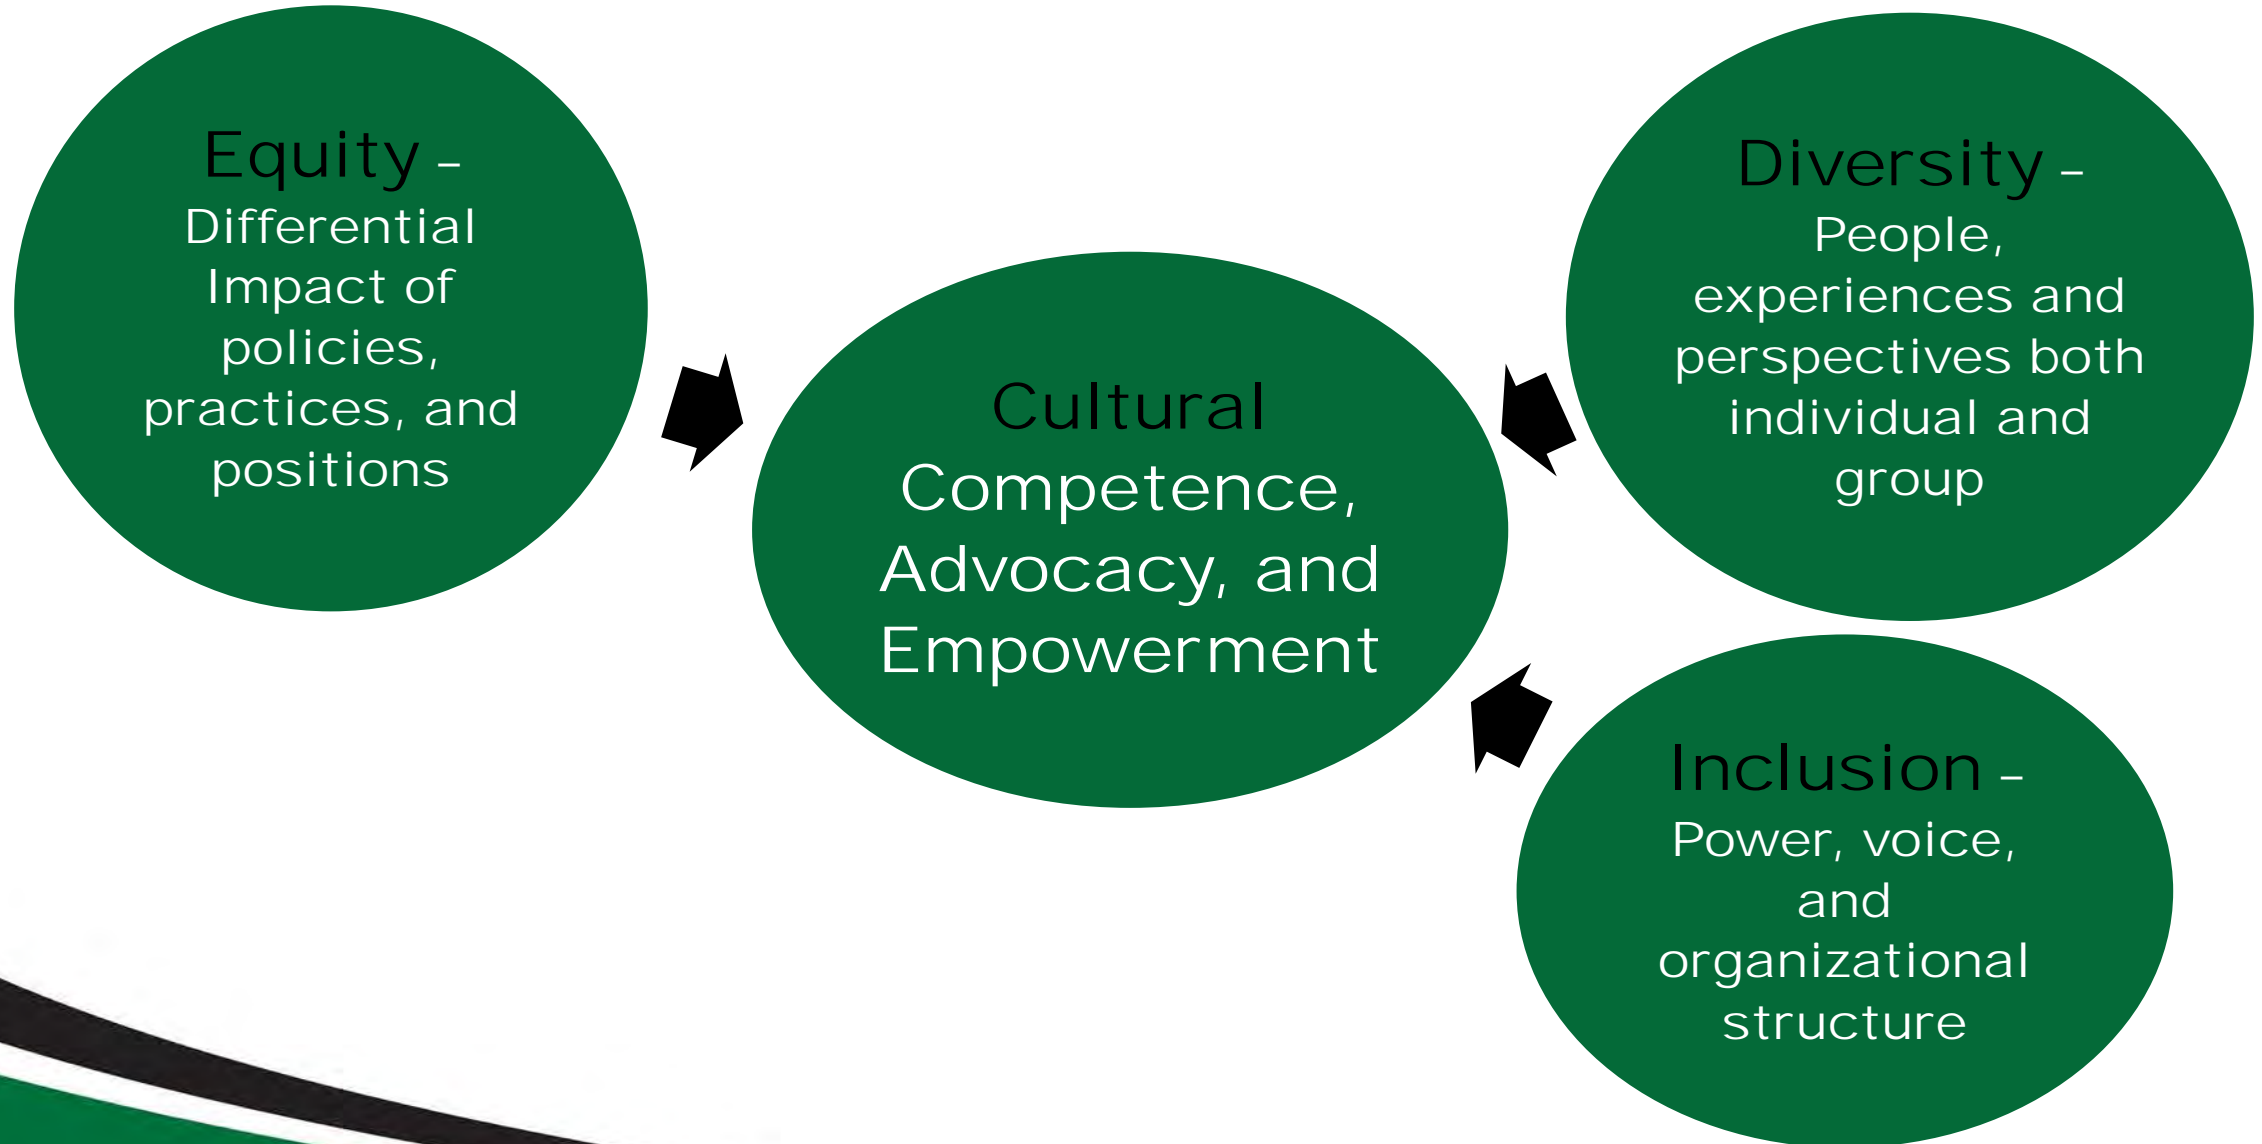 Equity –
Differential
Impact of
policies,
practices, and
positions
Cultural
Competence,
Advocacy, and
Empowerment
Diversity –
People,
experiences and
perspectives both
individual and
group
Inclusion –
Power, voice,
and
organizational
structure